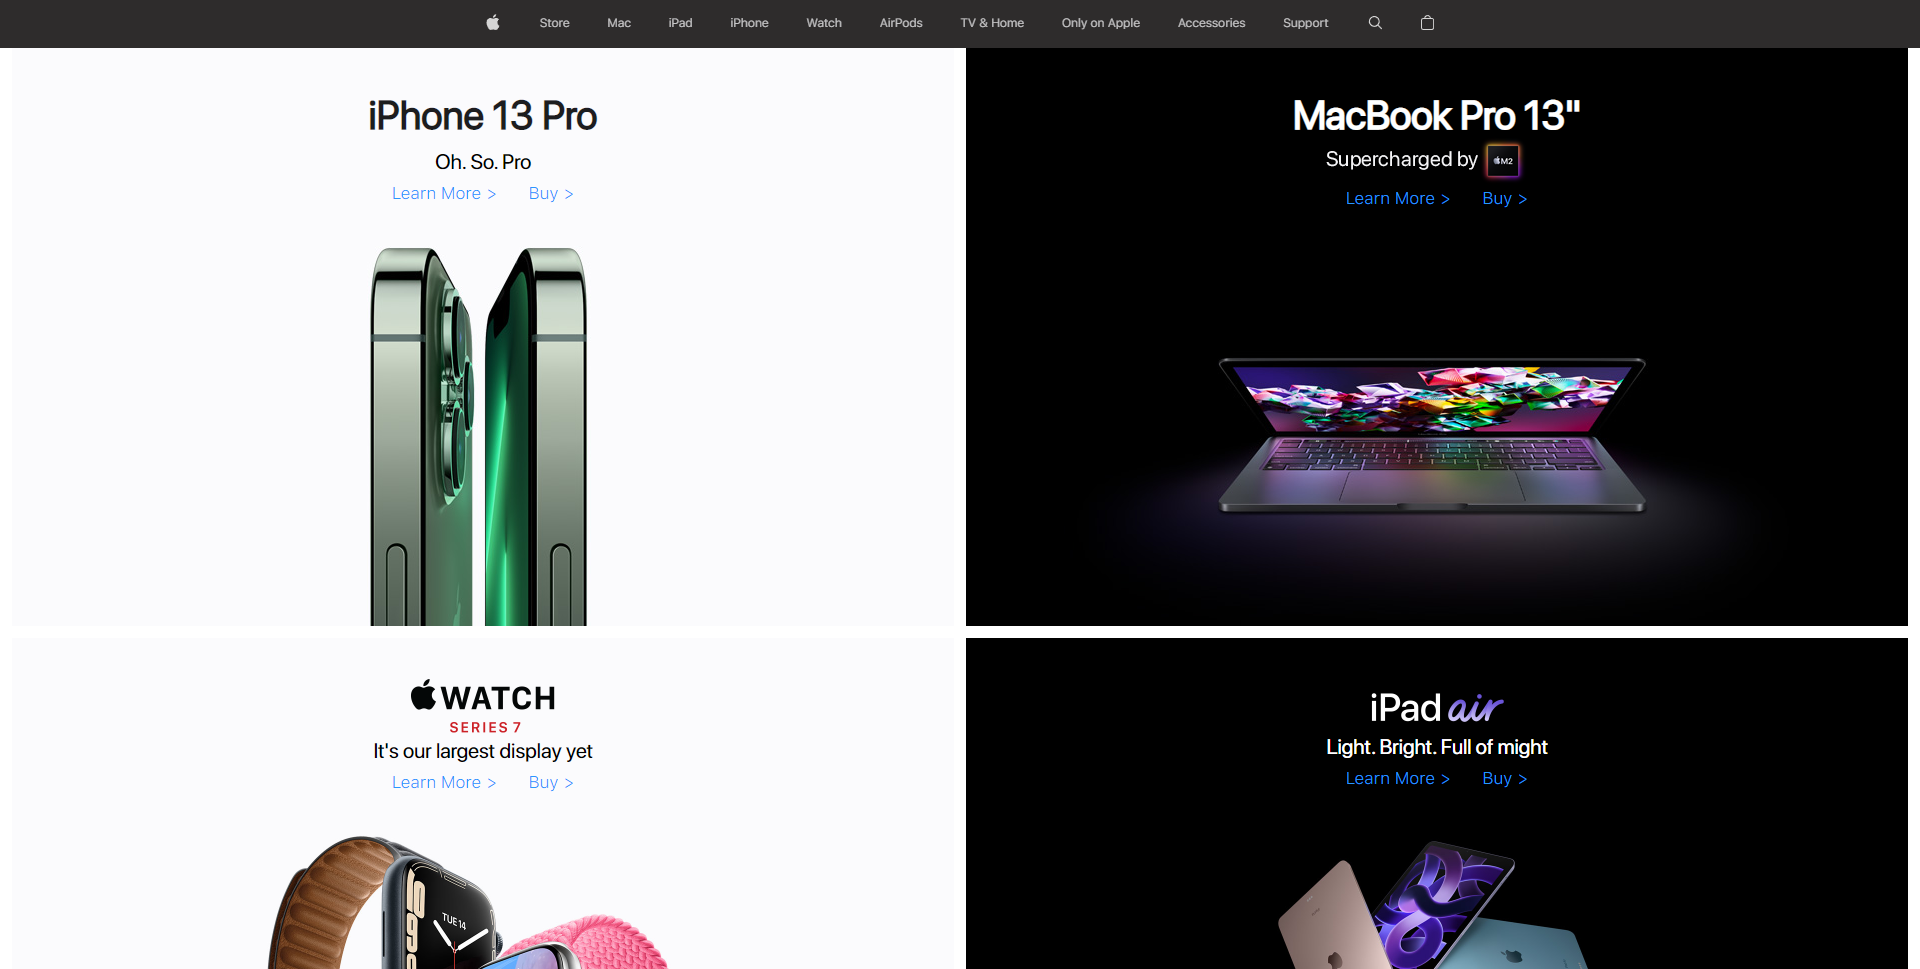 Store Mac iPad iPhone Watch AirPods TV & Home Only on Apple Accessories Support
iPhone 13 Pro
Oh. So. Pro
Learn More > Buy >
MacBook Pro 13"
Supercharged by M2
Learn More > Buy >
WATCH
SERIES 7
It's our largest display yet
Learn More > Buy >
TUE 14
iPad air
Light. Bright. Full of might
Learn More > Buy >